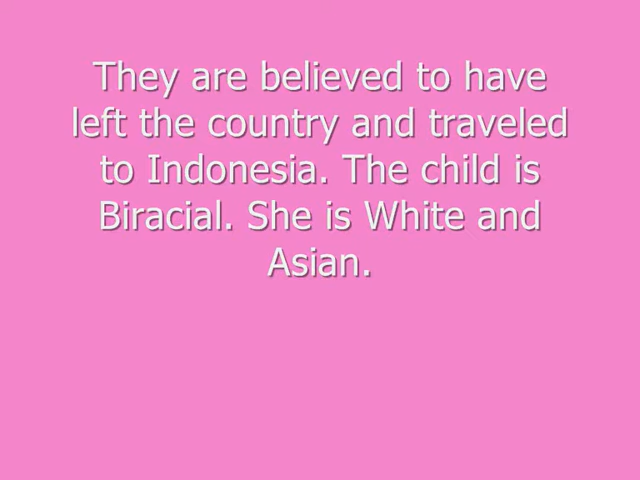 They are believed to have
left the country and traveled
to Indonesia. The child is
Biracial. She is White and
Asian.